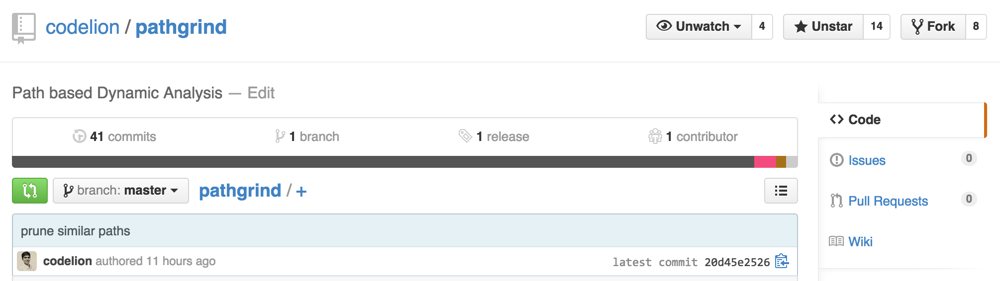 codelion / pathgrind
Unwatch 4
Unstar 14
Fork 8
Path based Dynamic Analysis — Edit
41 commits
1 branch
1 release
1 contributor
branch: master
pathgrind / +
prune similar paths
codelion authored 11 hours ago
latest commit 20d45e2526
Code
Issues 0
Pull Requests 0
Wiki